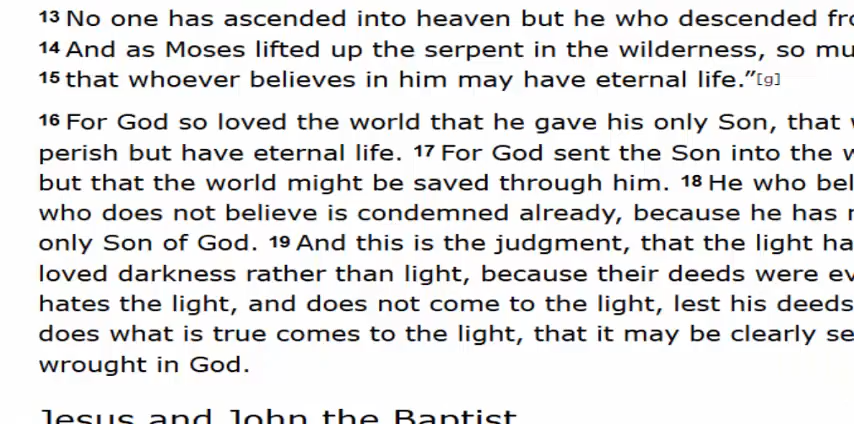 13 No one has ascended into heaven but he who descended
14 And as Moses lifted up the serpent in the wilderness, so
15 that whoever believes in him may have eternal life.”[g]
16 For God so loved the world that he gave his only Son, that
perish but have eternal life. 17 For God sent the Son into the
but that the world might be saved through him. 18 He who
who does not believe is condemned already, because he has
only Son of God. 19 And this is the judgment, that the light
loved darkness rather than light, because their deeds were
hates the light, and does not come to the light, lest his deeds
does what is true comes to the light, that it may be clearly
wrought in God.
Jesus and John the Baptist